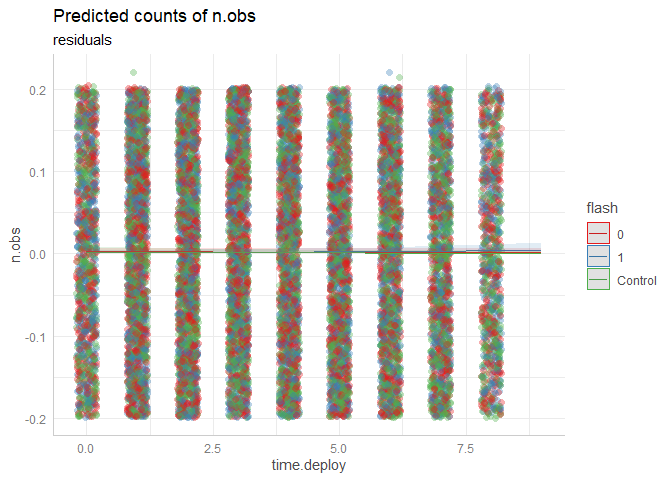 Predicted counts of n.obs
residuals
0.2
0.1
0.0
-0.1
-0.2
n.obs
0.0
2.5
5.0
7.5
time.deploy
flash
0
1
Control